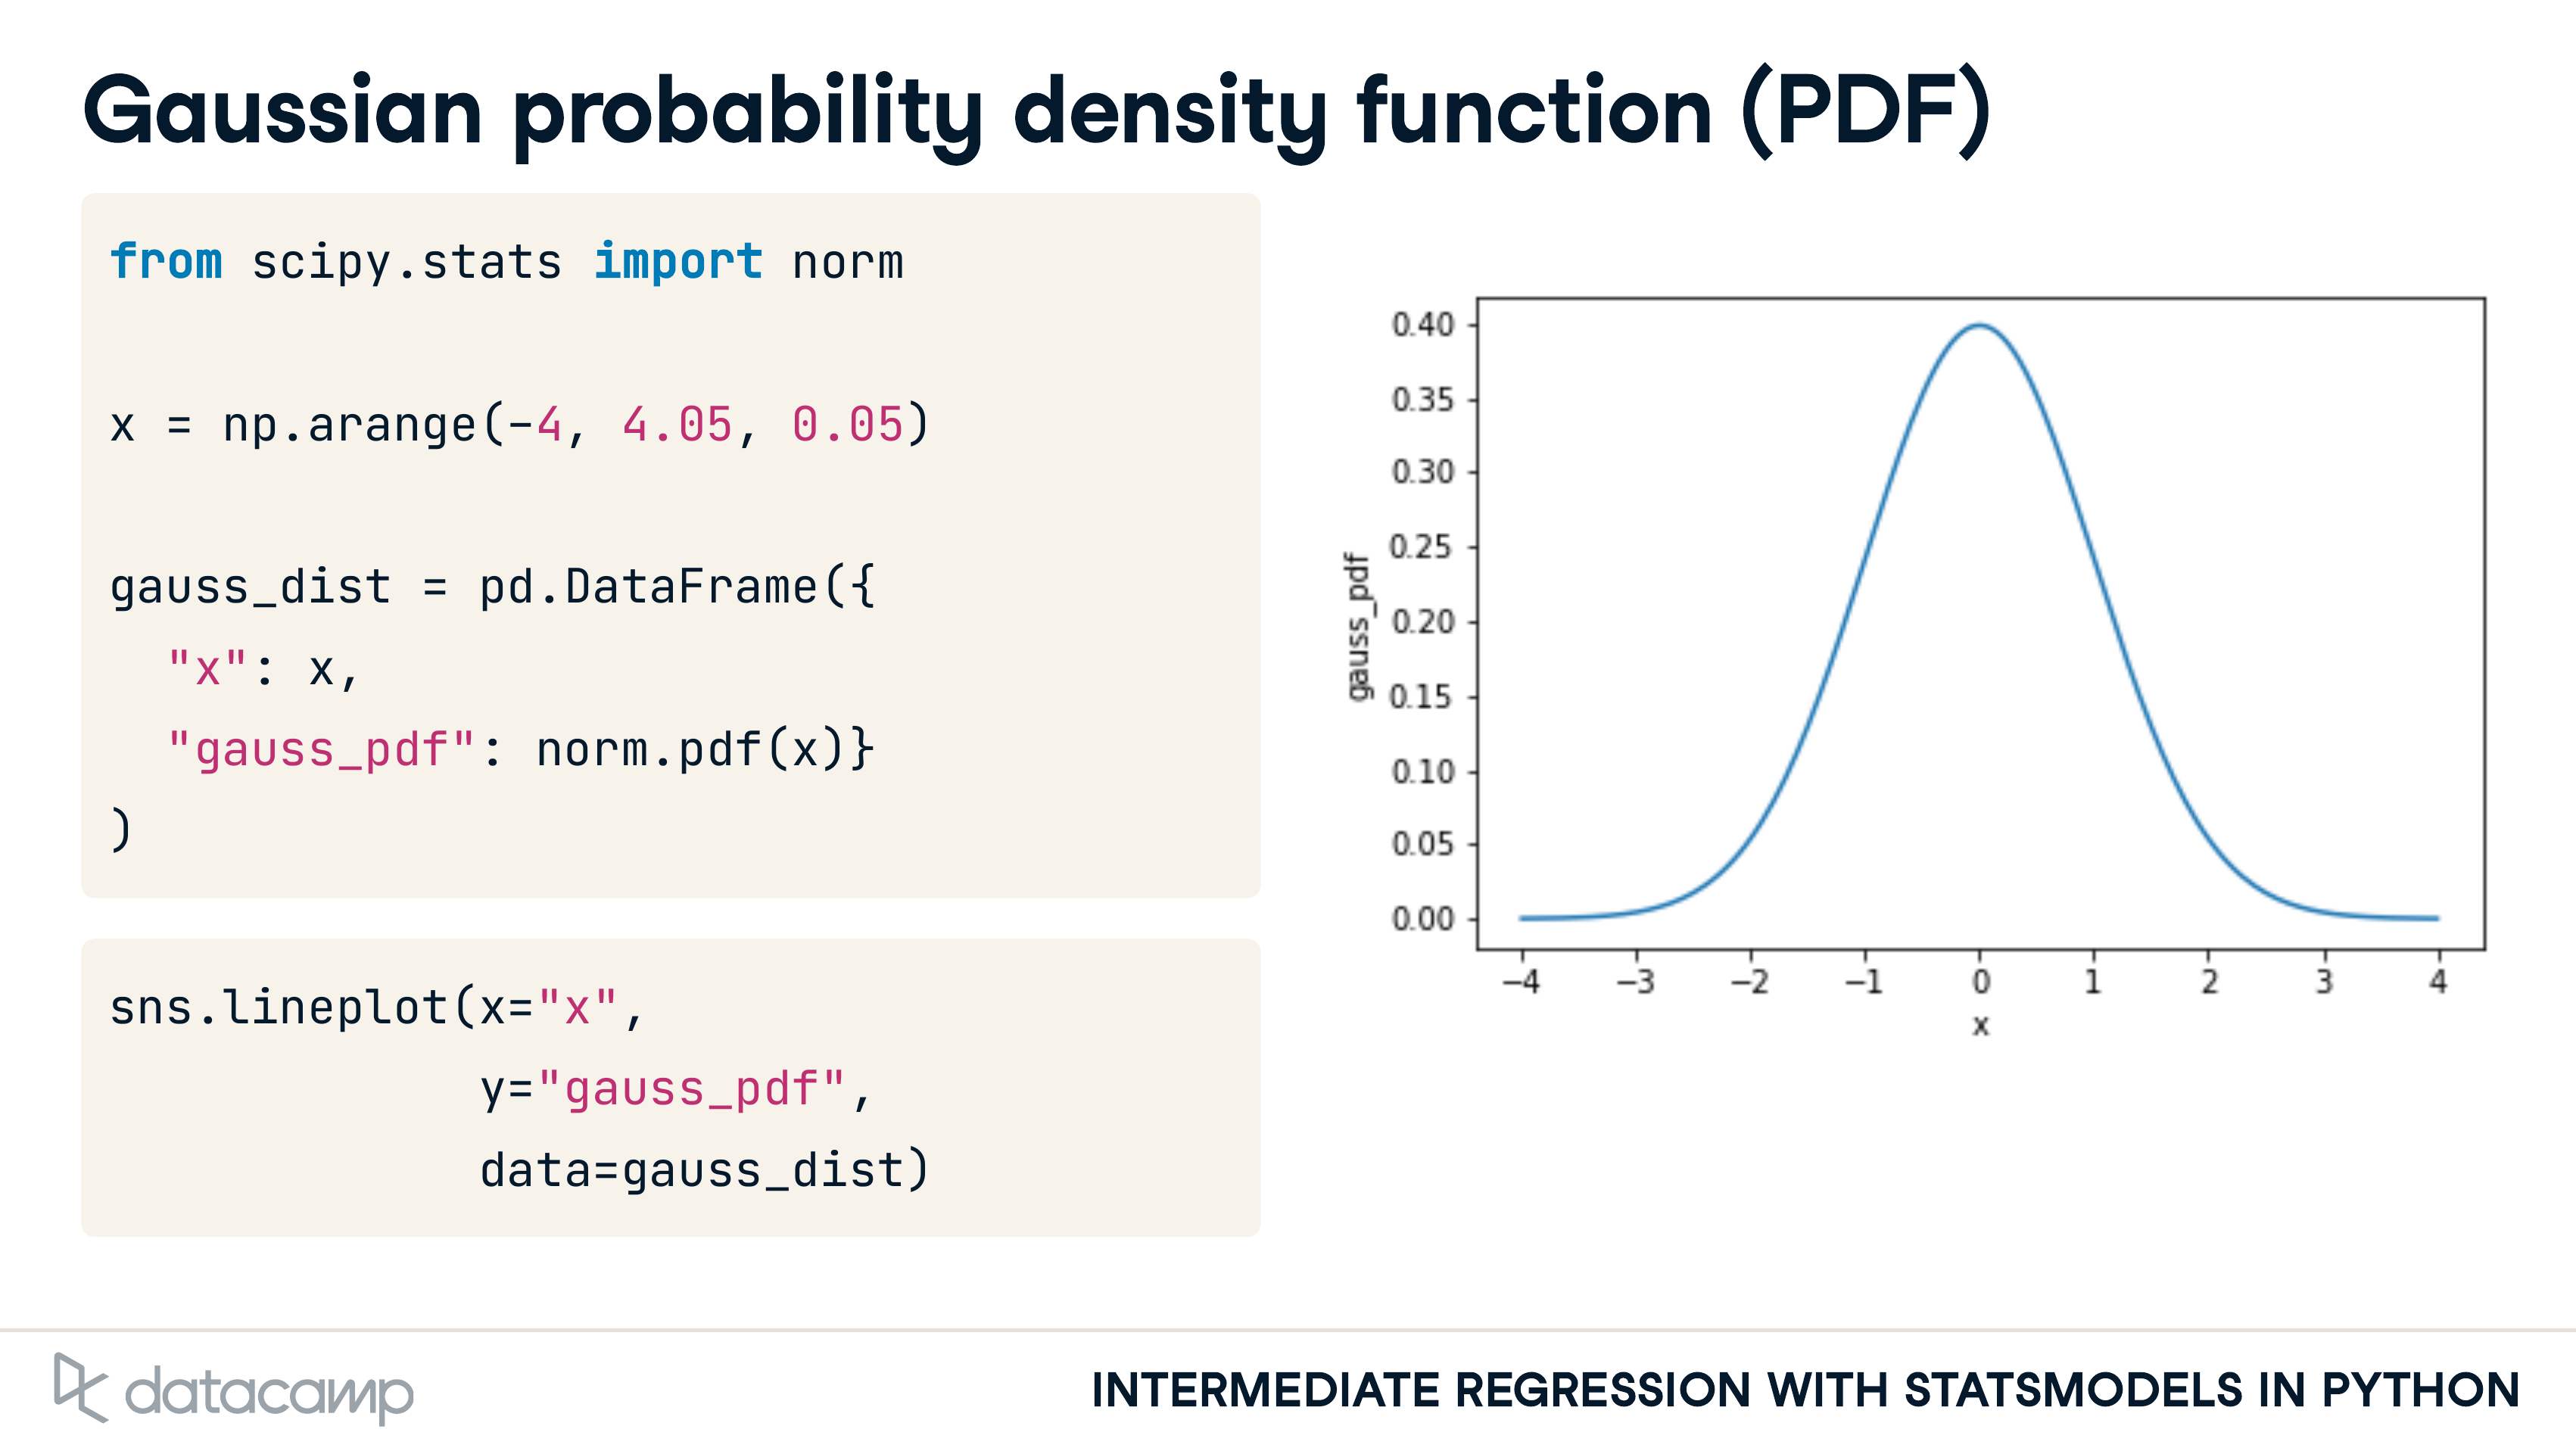 Gaussian probability density function (PDF)
from scipy.stats import norm
x = np.arange(-4, 4.05, 0.05)
gauss_dist = pd.DataFrame({
  "x": x,
  "gauss_pdf": norm.pdf(x)}
)
sns.lineplot(x="x",
             y="gauss_pdf",
             data=gauss_dist)
gauss_pdf
0.40
0.35
0.30
0.25
0.20
0.15
0.10
0.05
0.00
−4 −3 −2 −1 0 1 2 3 4
x
datacamp
INTERMEDIATE REGRESSION WITH STATSMODELS IN PYTHON